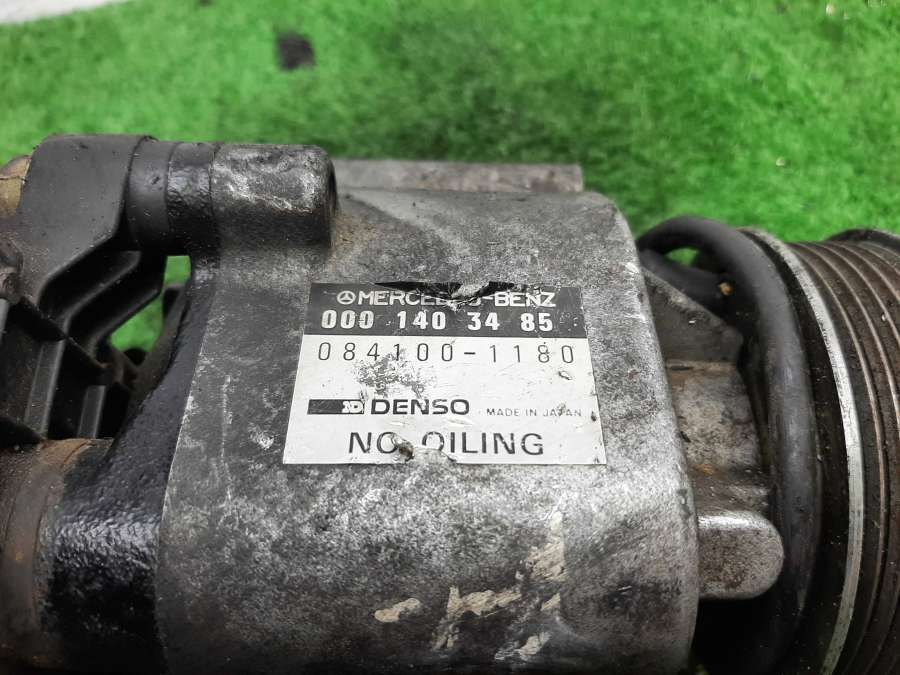 MERCEDES-BENZ
000 140 34 85
084100-1180
DENSO MADE IN JAPAN
NO OILING